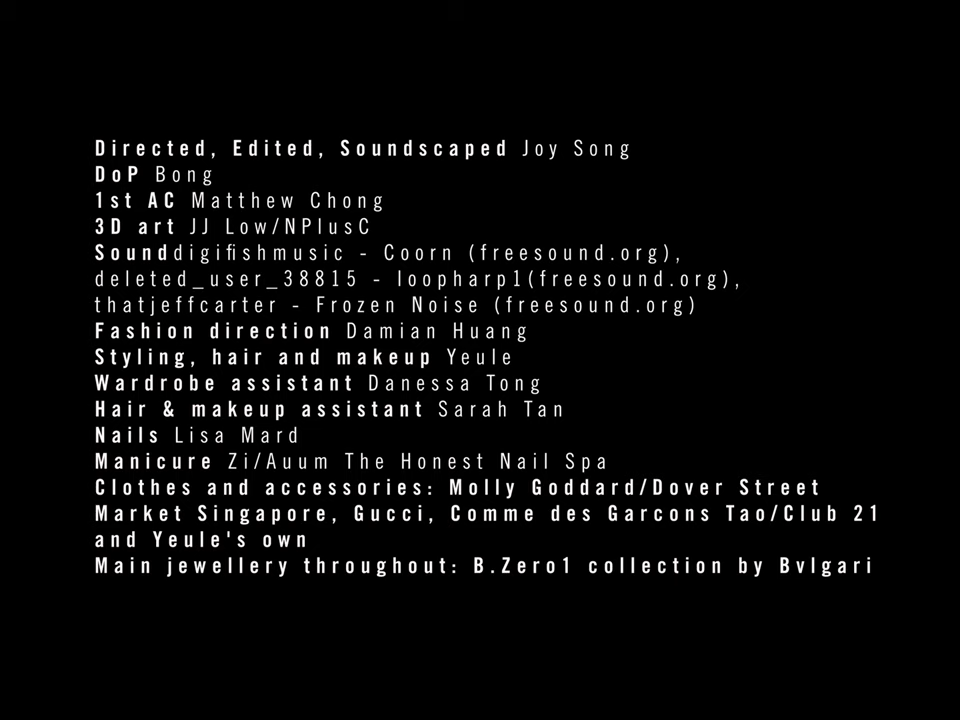 Directed, Edited, Soundscaped Joy Song
DoP Bong
1st AC Matthew Chong
3D art JJ Low/NPlusC
Sounddigifishmusic - Coorn (freesound.org),
deleted_user_38815 - loopharp1(freesound.org),
thatjeffcarter - Frozen Noise (freesound.org)
Fashion direction Damian Huang
Styling, hair and makeup Yeule
Wardrobe assistant Danessa Tong
Hair & makeup assistant Sarah Tan
Nails Lisa Mard
Manicure Zi/Auum The Honest Nail Spa
Clothes and accessories: Molly Goddard/Dover Street
Market Singapore, Gucci, Comme des Garcons Tao/Club 21
and Yeule's own
Main jewellery throughout: B.Zero1 collection by Bvlgari